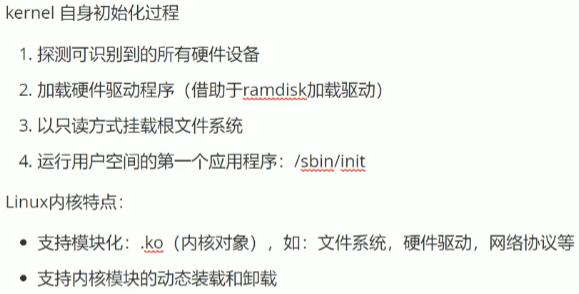 kernel 自身初始化过程
1. 探测可识别到的所有硬件设备
2. 加载硬件驱动程序（借助于ramdisk加载驱动）
3. 以只读方式挂载根文件系统
4. 运行用户空间的第一个应用程序：/sbin/init
Linux内核特点：
• 支持模块化：.ko（内核对象），如：文件系统，硬件驱动，网络协议等
• 支持内核模块的动态装载和卸载